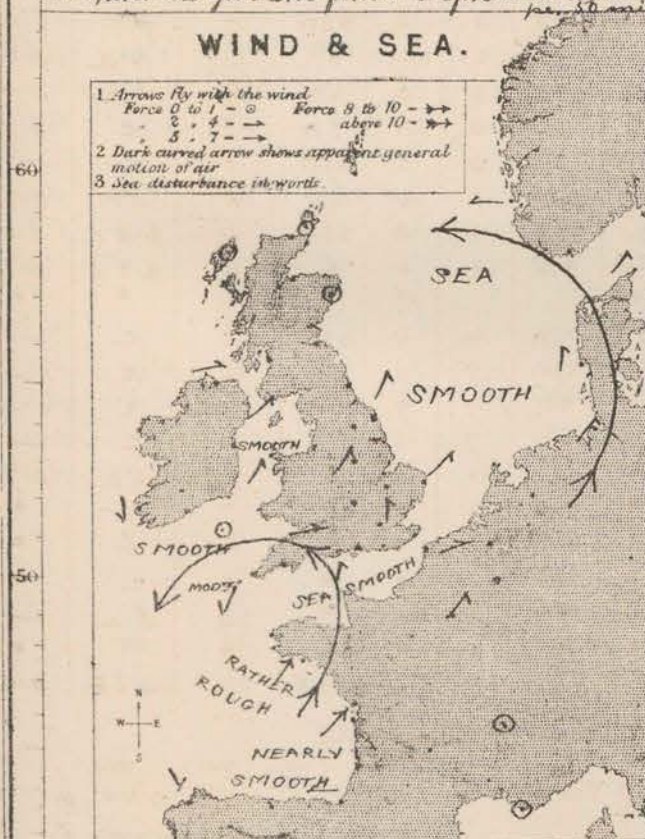 WIND & SEA.
1 Arrows fly with the wind
Force 0 to 1 - ⊙ Force 8 to 10 - →→
" 2 " 4 - → above 10 - →→
" 5 " 7 - →
2 Dark curved arrow shows apparent general
motion of air
3 Sea disturbance in words.
60
SEA
SMOOTH
SMOOTH
SMOOTH
50
SMOOTH
SEA
RATHER
ROUGH
N
W E
S
NEARLY
SMOOTH